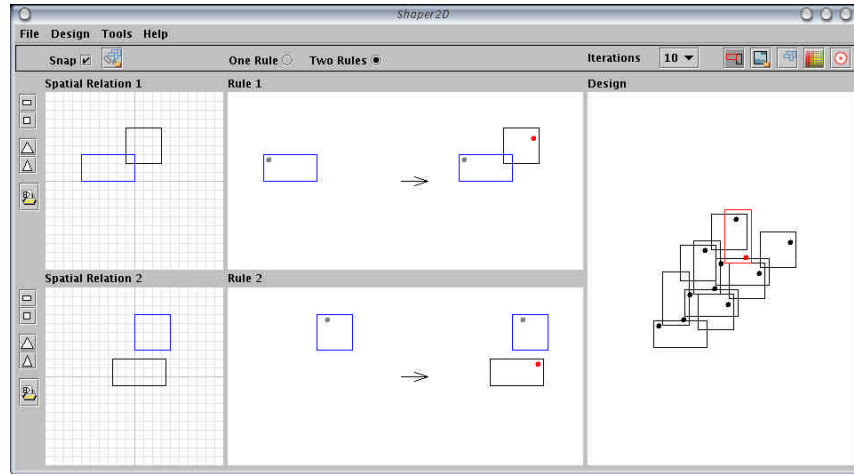 Shaper2D
File Design Tools Help
Snap One Rule Two Rules Iterations 10
Spatial Relation 1 Rule 1 Design
Spatial Relation 2 Rule 2